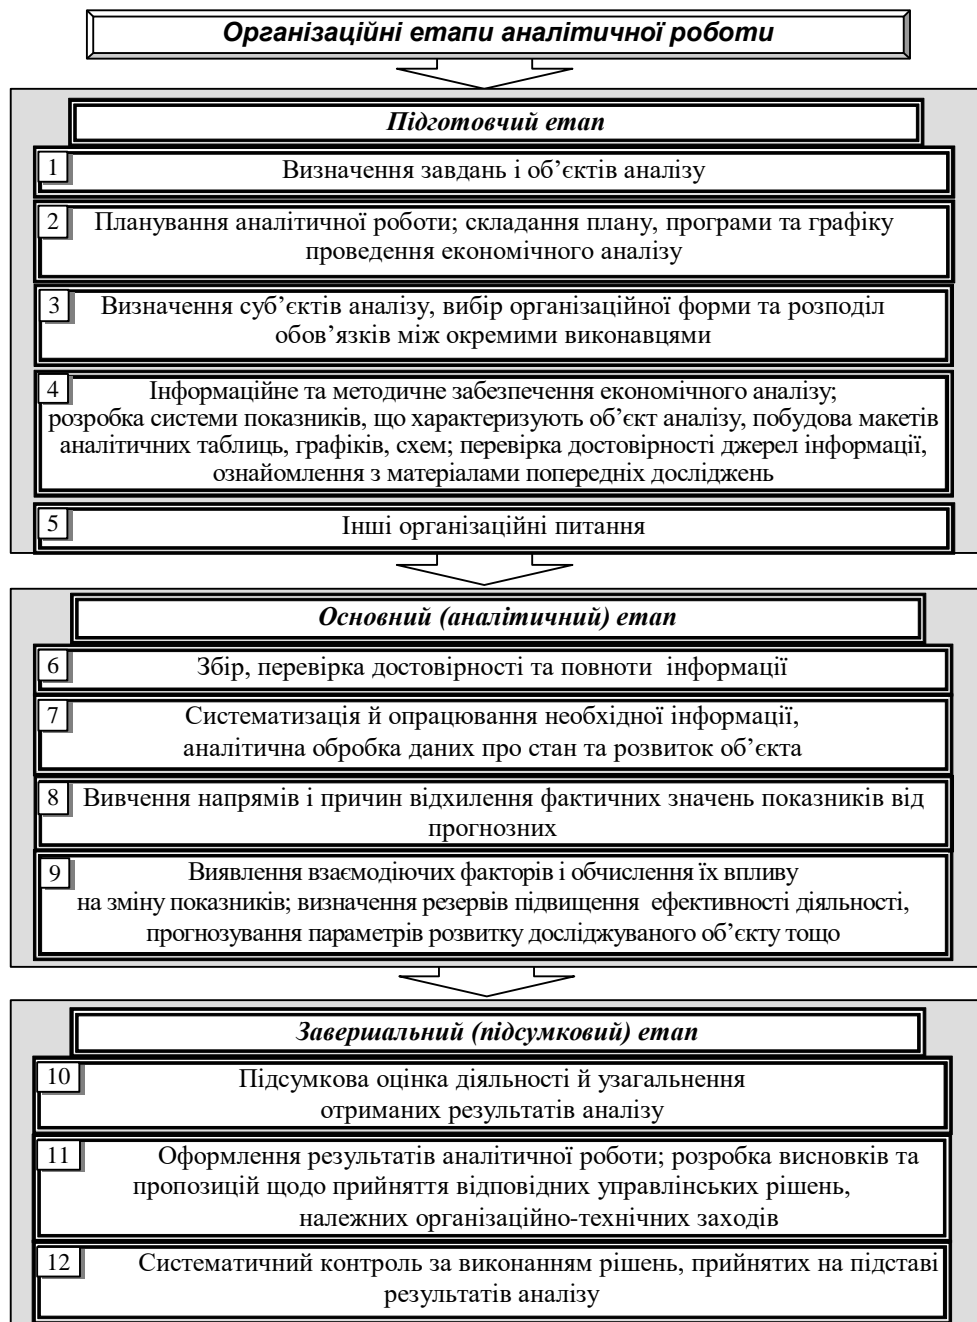 Організаційні етапи аналітичної роботи
Підготовчий етап
1 Визначення завдань і об’єктів аналізу
2 Планування аналітичної роботи; складання плану, програми та графіку
проведення економічного аналізу
3 Визначення суб’єктів аналізу, вибір організаційної форми та розподіл
обов’язків між окремими виконавцями
4 Інформаційне та методичне забезпечення економічного аналізу;
розробка системи показників, що характеризують об’єкт аналізу, побудова макетів
аналітичних таблиць, графіків, схем; перевірка достовірності джерел інформації,
ознайомлення з матеріалами попередніх досліджень
5 Інші організаційні питання
Основний (аналітичний) етап
6 Збір, перевірка достовірності та повноти інформації
7 Систематизація й опрацювання необхідної інформації,
аналітична обробка даних про стан та розвиток об’єкта
8 Вивчення напрямів і причин відхилення фактичних значень показників від
прогнозних
9 Виявлення взаємодіючих факторів і обчислення їх впливу
на зміну показників; визначення резервів підвищення ефективності діяльності,
прогнозування параметрів розвитку досліджуваного об’єкту тощо
Завершальний (підсумковий) етап
10 Підсумкова оцінка діяльності й узагальнення
отриманих результатів аналізу
11 Оформлення результатів аналітичної роботи; розробка висновків та
пропозицій щодо прийняття відповідних управлінських рішень,
належних організаційно-технічних заходів
12 Систематичний контроль за виконанням рішень, прийнятих на підставі
результатів аналізу